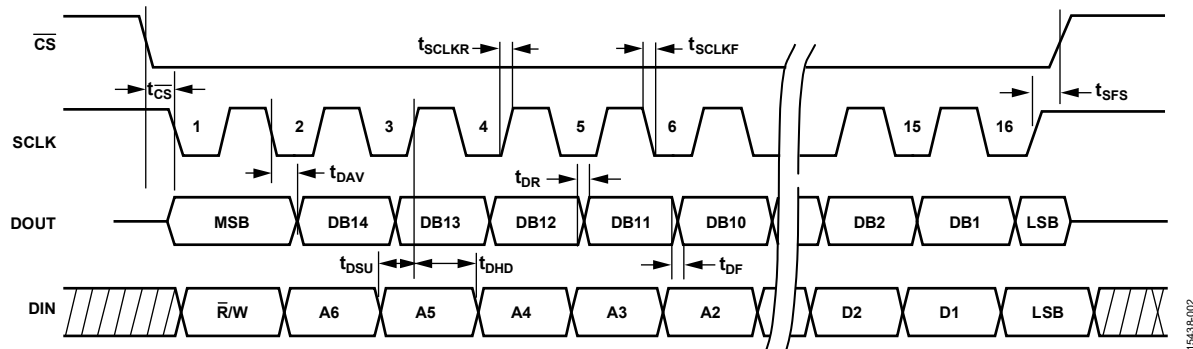 CS
tSCLKR
tSCLKF
tCS
tSFS
SCLK
1 2 3 4 5 6 15 16
tDAV
tDR
DOUT
MSB DB14 DB13 DB12 DB11 DB10 DB2 DB1 LSB
tDSU
tDHD
tDF
DIN
R̅/W A6 A5 A4 A3 A2 D2 D1 LSB
15438-002